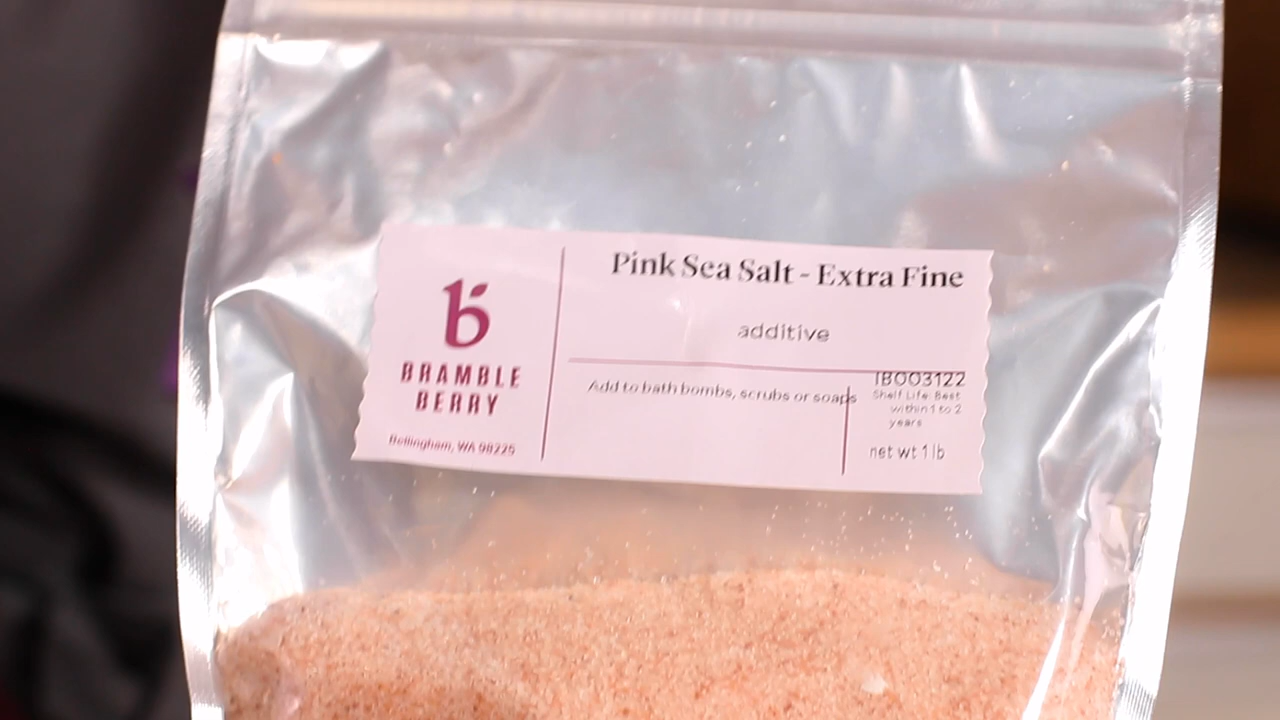 b
BRAMBLE
BERRY
Bellingham, WA 98225
Pink Sea Salt - Extra Fine
additive
Add to bath bombs, scrubs or soaps
IB003122
Shelf Life: Best
within 1 to 2
years
net wt 1 lb